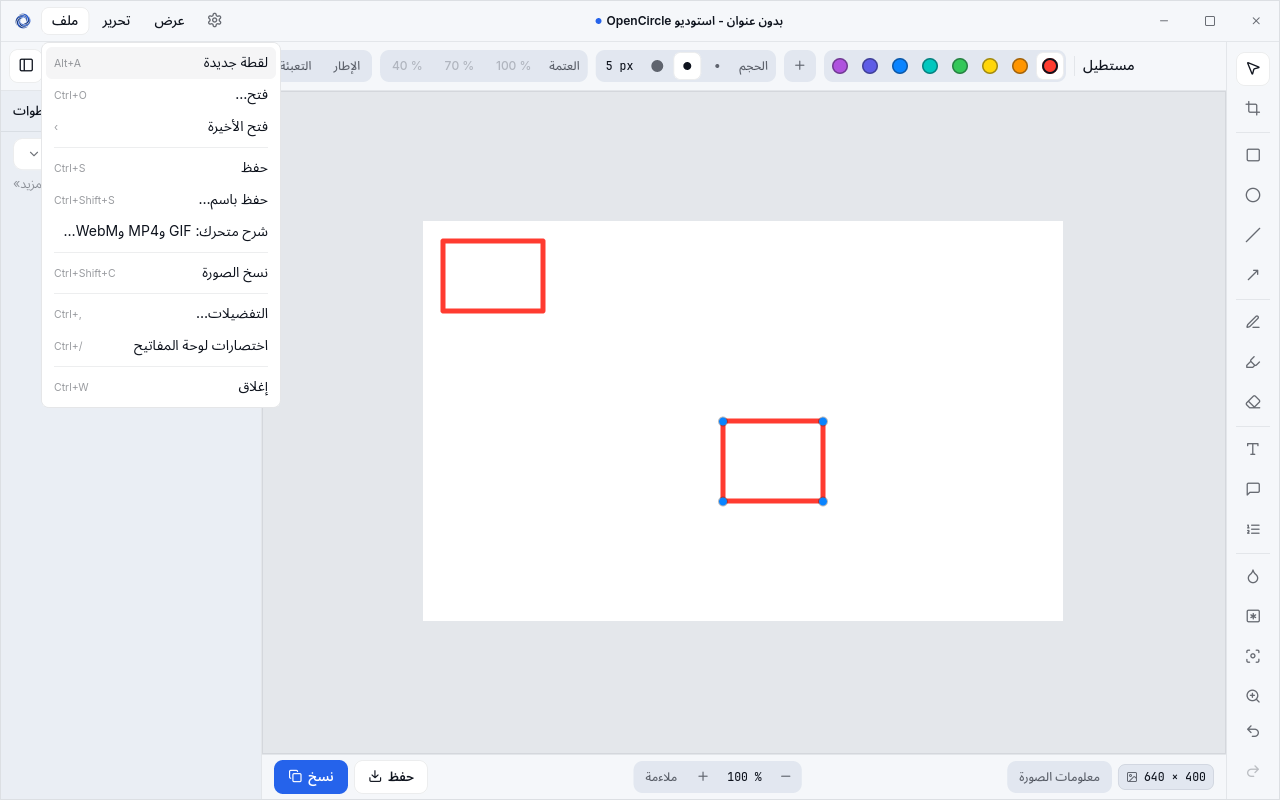 ملف
تحرير
عرض
بدون عنوان - استوديو OpenCircle
مستطيل
الحجم
5 px
العتمة
100 %
70 %
40 %
الإطار
التعبئة
لقطة جديدة Alt+A
فتح... Ctrl+O
فتح الأخيرة
حفظ Ctrl+S
حفظ باسم... Ctrl+Shift+S
شرح متحرك: GIF وMP4 وWebM...
نسخ الصورة Ctrl+Shift+C
التفضيلات... Ctrl+,
اختصارات لوحة المفاتيح Ctrl+/
إغلاق Ctrl+W
640 × 400
معلومات الصورة
100 %
ملاءمة
حفظ
نسخ